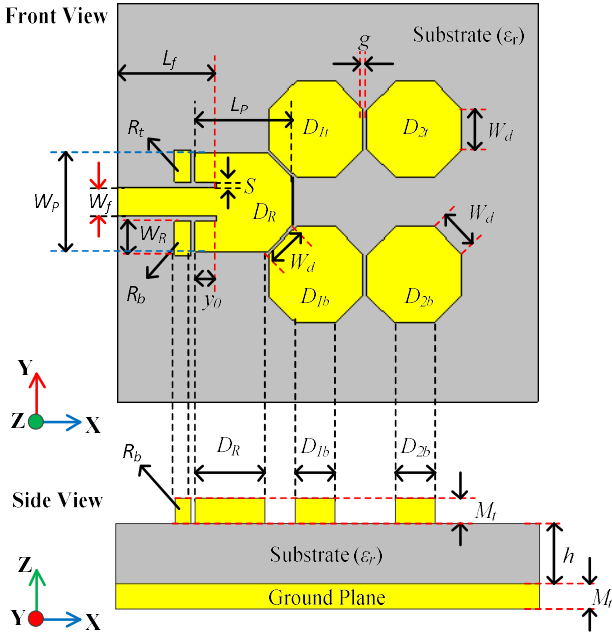 Front View
g
Substrate (εr)
Lf
LP
Rt
D1t
D2t
Wd
WP
Wf
S
DR
WR
Wd
Wd
Rb
y0
D1b
D2b
Y
Z
X
Rb
DR
D1b
D2b
Side View
Mt
Z
Substrate (εr)
h
Y
X
Ground Plane
Mt